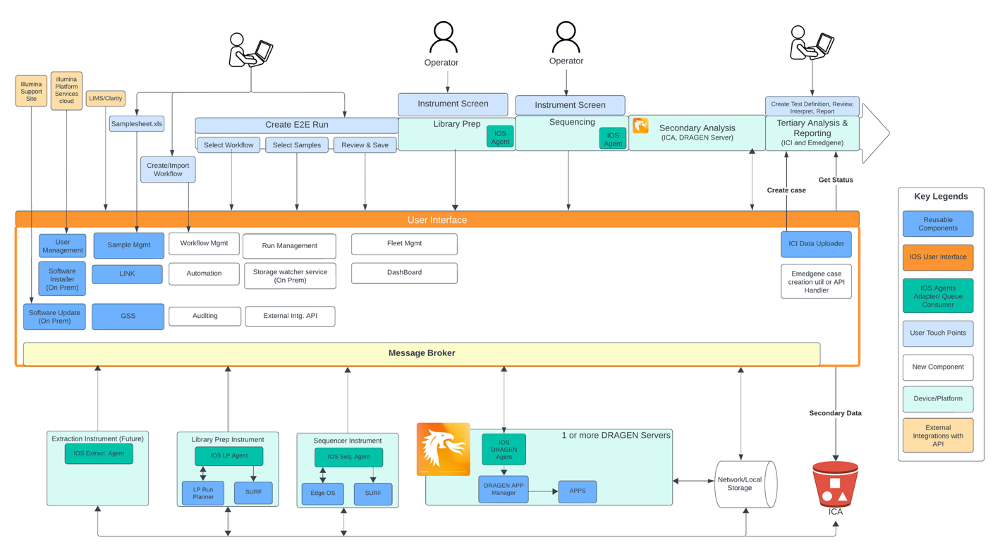 Operator
Operator
Illumina
Support
Site
illumina
Platform
Services
cloud
LIMS/Clarity
Samplesheet.xls
Create/Import
Workflow
Create E2E Run
Select Workflow
Select Samples
Review & Save
Instrument Screen
Library Prep
IOS
Agent
Instrument Screen
Sequencing
IOS
Agent
Secondary Analysis
(ICA, DRAGEN Server)
Create Test Definition, Review,
Interpret, Report
Tertiary Analysis &
Reporting
(ICI and Emedgene)
Create case
Get Status
User Interface
User
Management
Sample Mgmt
Workflow Mgmt
Run Management
Fleet Mgmt
ICI Data Uploader
Software
Installer
(On Prem)
LINK
Automation
Storage watcher service
(On Prem)
DashBoard
Emedgene case
creation util or API
Handler
Software Update
(On Prem)
GSS
Auditing
External Intg. API
Message Broker
Key Legends
Reusable
Components
IOS User Interface
IOS Agents
Adapter/ Queue
Consumer
User Touch Points
New Component
Device/Platform
External
Integrations with
API
Extraction Instrument (Future)
IOS Extract. Agent
Library Prep Instrument
IOS LP Agent
LP Run
Planner
SURF
Sequencer Instrument
IOS Seq. Agent
Edge OS
SURF
1 or more DRAGEN Servers
IOS
DRAGEN
Agent
DRAGEN APP
Manager
APPS
Network/Local
Storage
Secondary Data
ICA